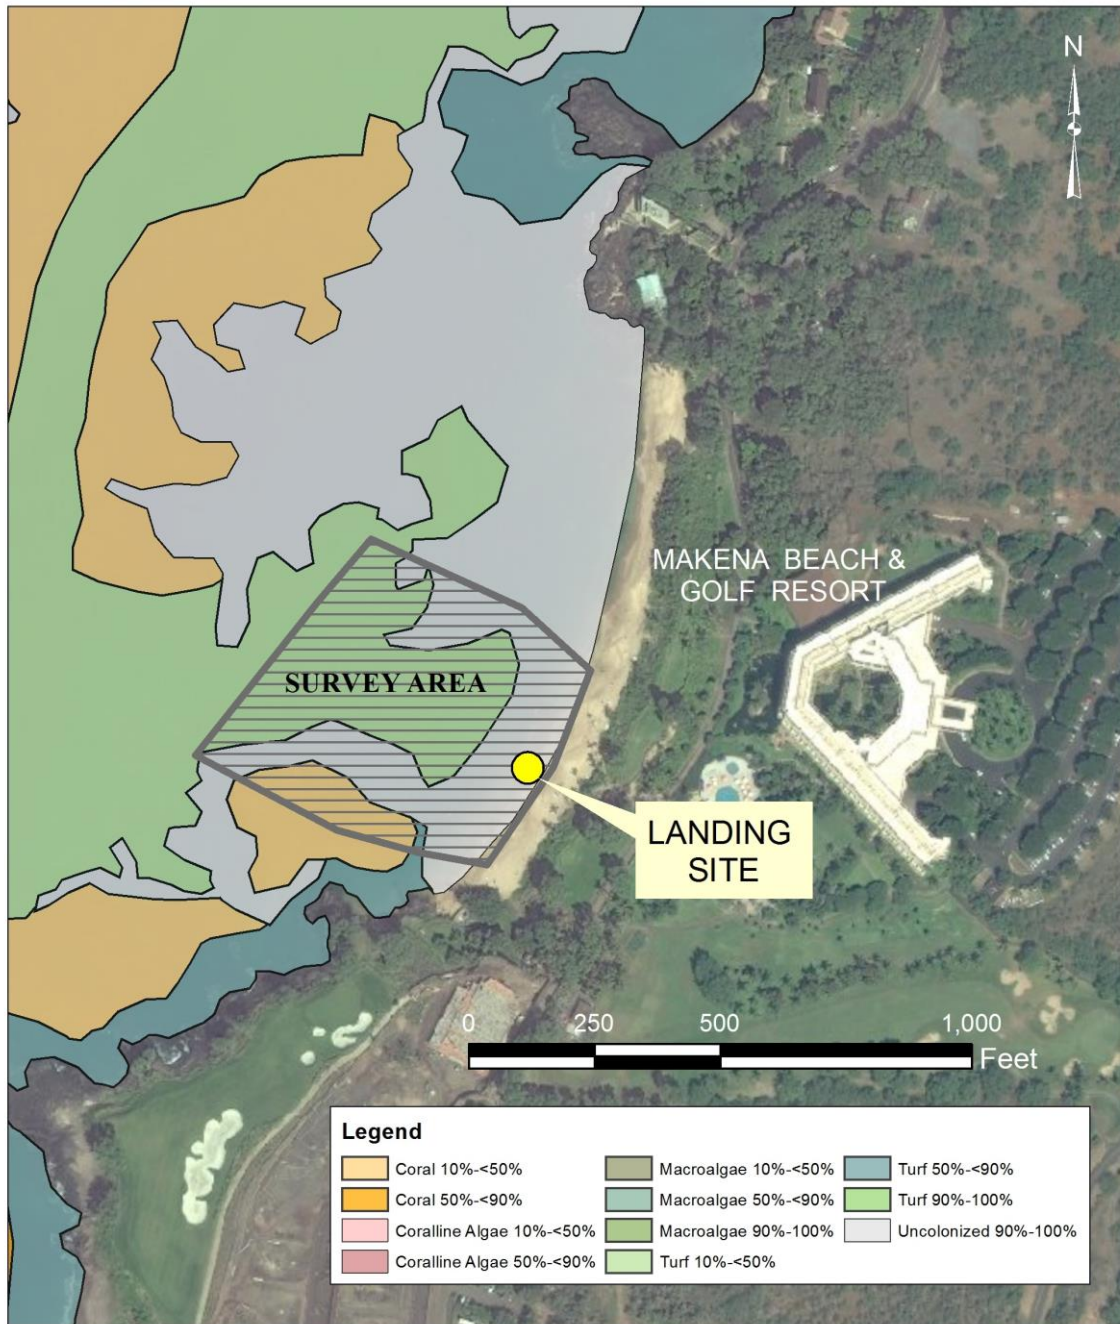 N
MAKENA BEACH &
GOLF RESORT
SURVEY AREA
LANDING
SITE
0 250 500 1,000
Feet
Legend
Coral 10%-<50%
Coral 50%-<90%
Coralline Algae 10%-<50%
Coralline Algae 50%-<90%
Macroalgae 10%-<50%
Macroalgae 50%-<90%
Macroalgae 90%-100%
Turf 10%-<50%
Turf 50%-<90%
Turf 90%-100%
Uncolonized 90%-100%